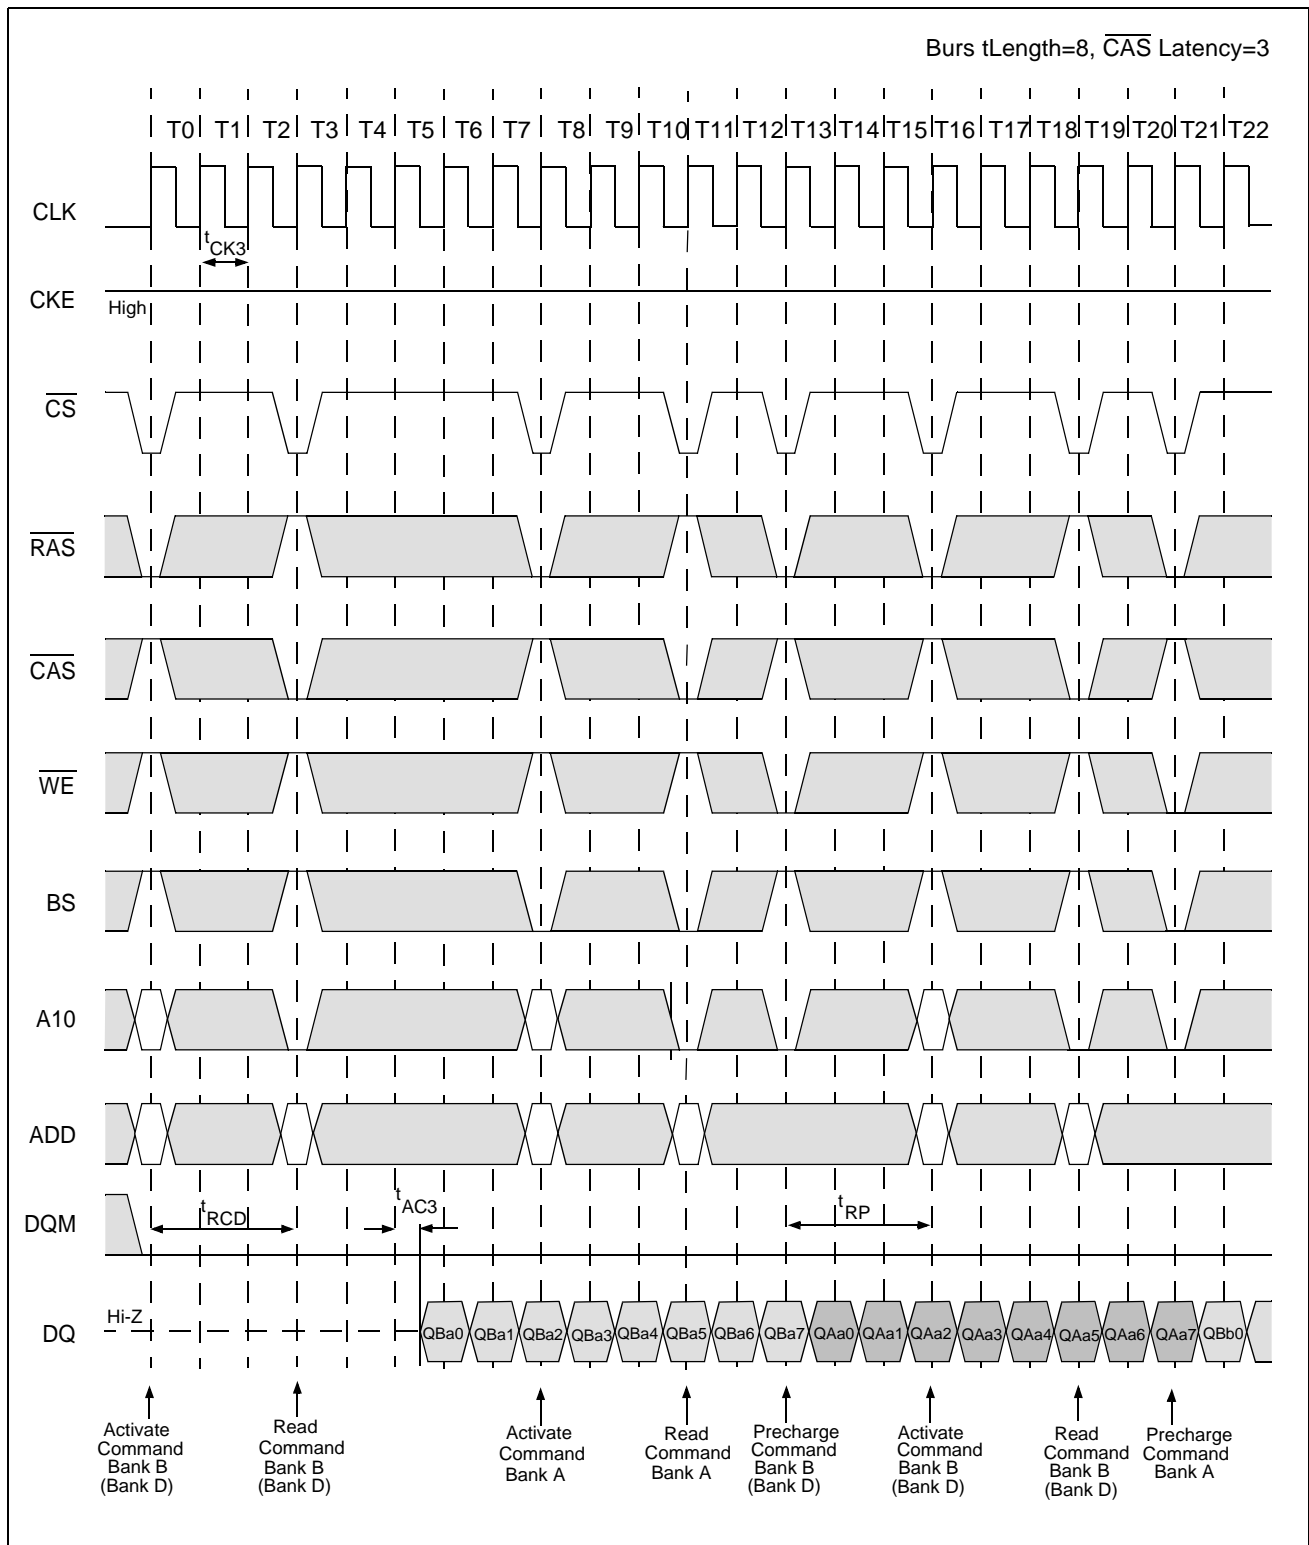 Burs tLength=8, CAS Latency=3
T0 T1 T2 T3 T4 T5 T6 T7 T8 T9 T10 T11 T12 T13 T14 T15 T16 T17 T18 T19 T20 T21 T22
CLK
tCK3
CKE
High
CS
RAS
CAS
WE
BS
A10
ADD
DQM
tRCD
tAC3
tRP
DQ
Hi-Z
QBa0 QBa1 QBa2 QBa3 QBa4 QBa5 QBa6 QBa7 QAa0 QAa1 QAa2 QAa3 QAa4 QAa5 QAa6 QAa7 QBb0
Activate
Command
Bank B
(Bank D)
Read
Command
Bank B
(Bank D)
Activate
Command
Bank A
Read
Command
Bank A
Precharge
Command
Bank B
(Bank D)
Activate
Command
Bank B
(Bank D)
Read
Command
Bank B
(Bank D)
Precharge
Command
Bank A